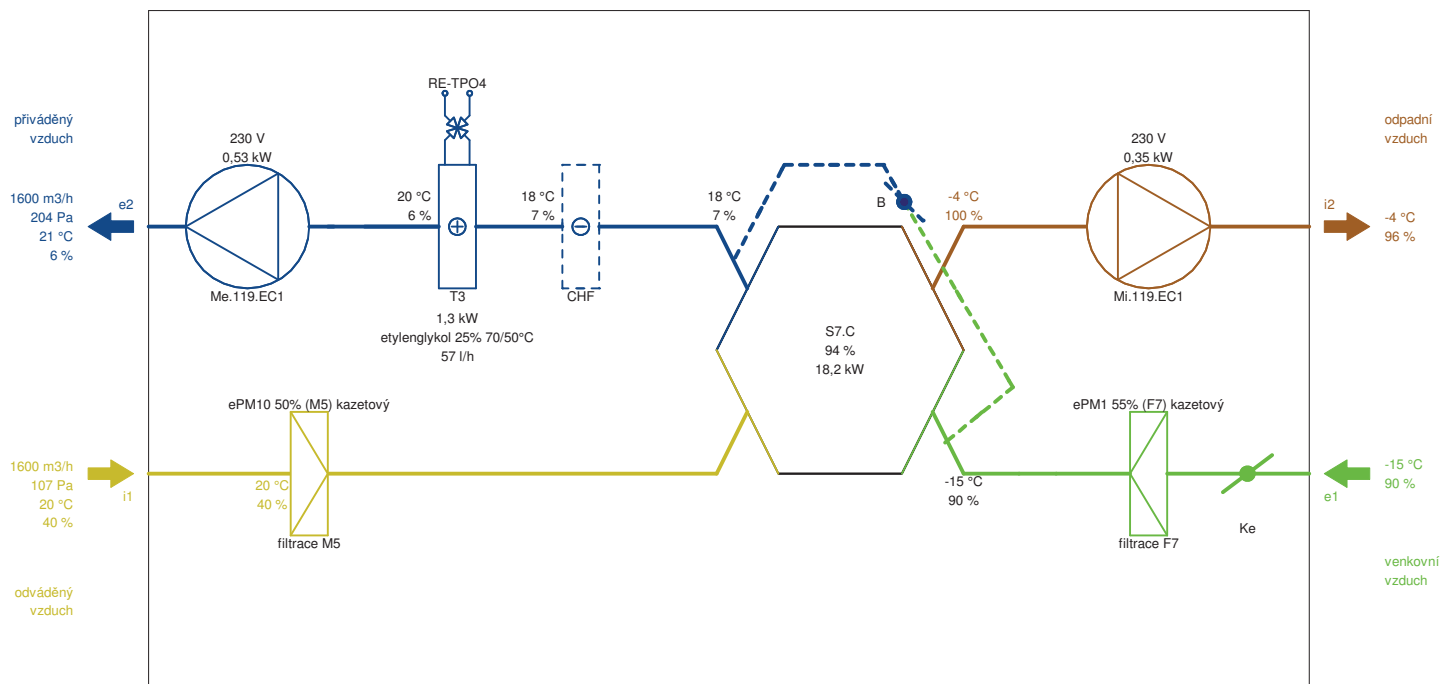 RE-TPO4
přiváděný
vzduch
230 V
0,53 kW
1600 m3/h
204 Pa
21 °C
6 %
e2
Me.119.EC1
20 °C
6 %
T3
1,3 kW
etylenglykol 25% 70/50°C
57 l/h
18 °C
7 %
CHF
18 °C
7 %
B
-4 °C
100 %
230 V
0,35 kW
Mi.119.EC1
odpadní
vzduch
i2
-4 °C
96 %
S7.C
94 %
18,2 kW
ePM10 50% (M5) kazetový
1600 m3/h
107 Pa
20 °C
40 %
i1
20 °C
40 %
filtrace M5
odváděný
vzduch
-15 °C
90 %
ePM1 55% (F7) kazetový
filtrace F7
Ke
-15 °C
90 %
e1
venkovní
vzduch